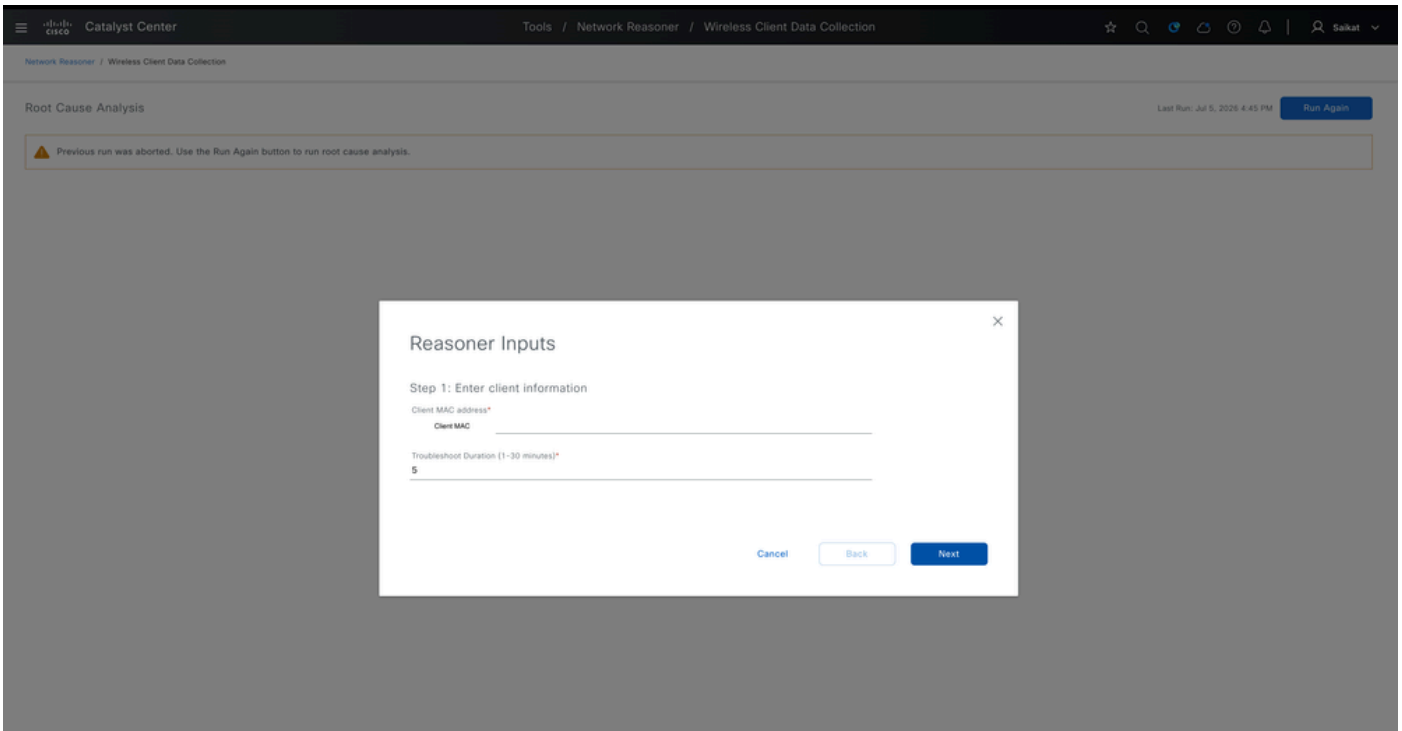 cisco Catalyst Center Tools / Network Reasoner / Wireless Client Data Collection Saikat
Network Reasoner / Wireless Client Data Collection
Root Cause Analysis Last Run: Jul 5, 2026 4:45 PM Run Again
Previous run was aborted. Use the Run Again button to run root cause analysis.
Reasoner Inputs
Step 1: Enter client information
Client MAC address*
Client MAC
Troubleshoot Duration (1-30 minutes)*
5
Cancel Back Next